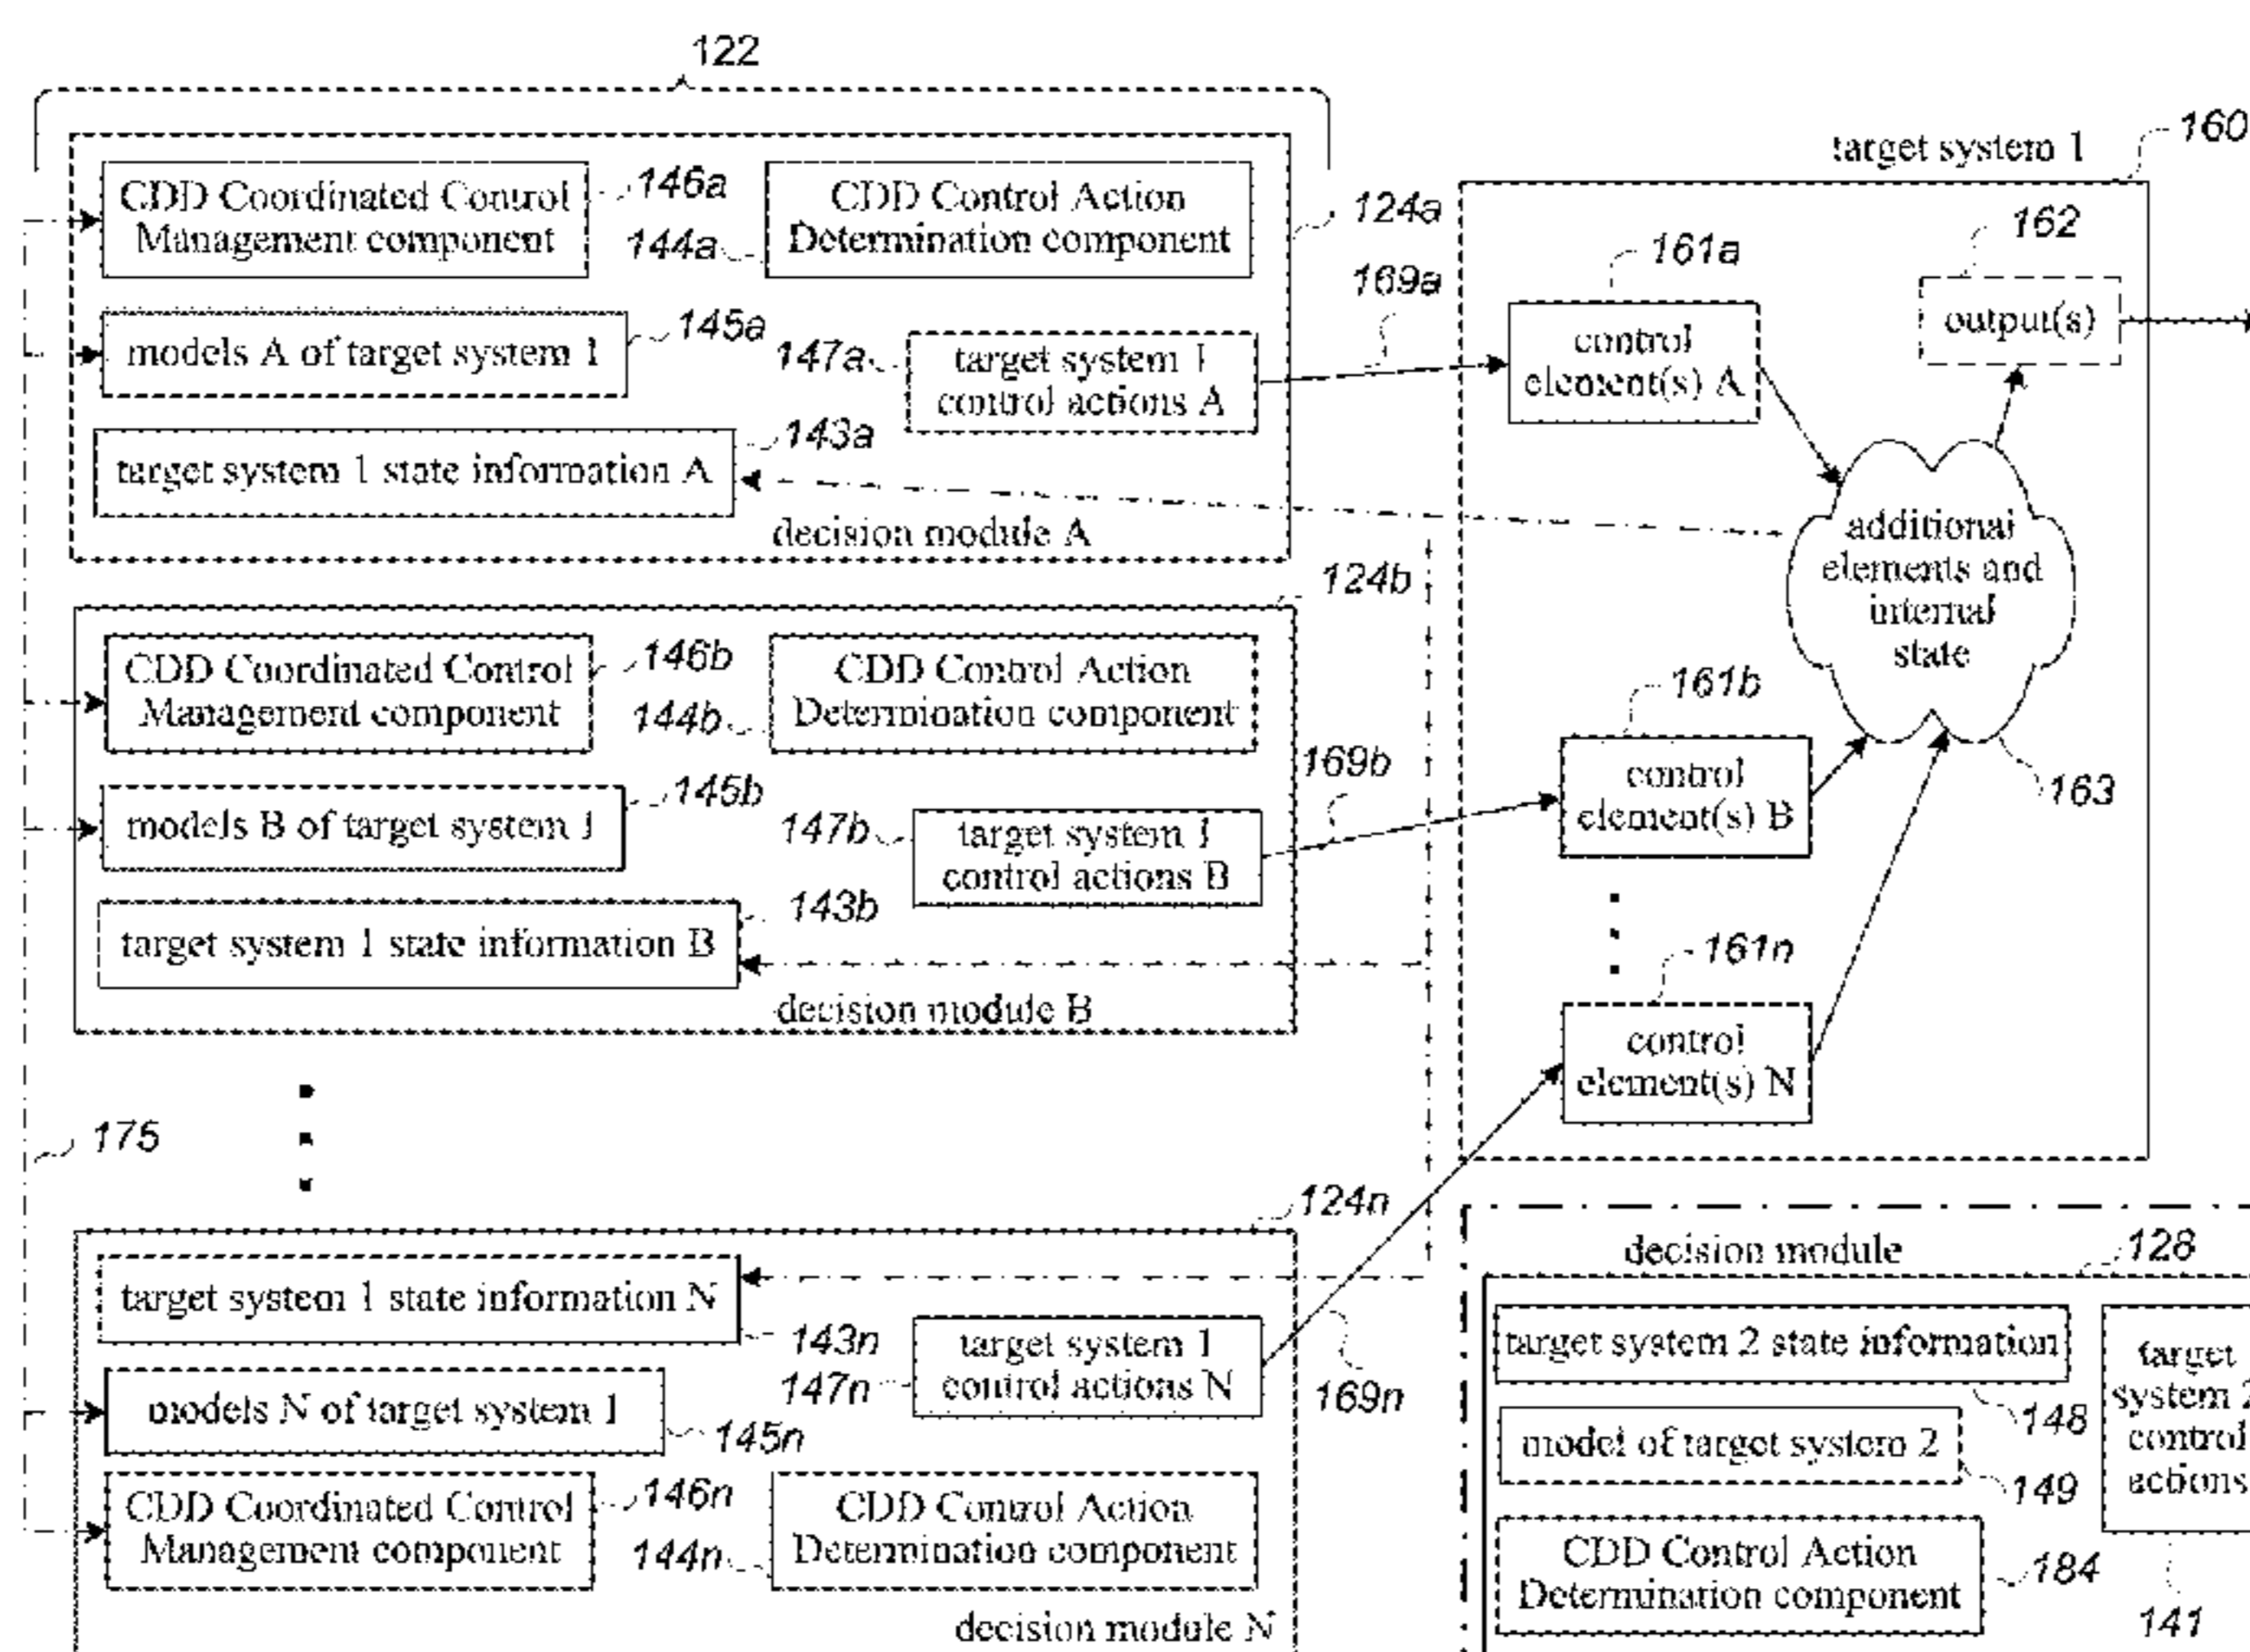 122
CDD Coordinated Control
Management component
146a
CDD Control Action
Determination component
144a
124a
models A of target system 1
145a
147a
target system 1
control actions A
169a
target system 1 state information A
143a
decision module A
124b
CDD Coordinated Control
Management component
146b
CDD Control Action
Determination component
144b
models B of target system 1
145b
147b
target system 1
control actions B
169b
target system 1 state information B
143b
decision module B
175
124n
target system 1 state information N
143n
147n
target system 1
control actions N
169n
models N of target system 1
145n
CDD Coordinated Control
Management component
146n
144n
CDD Control Action
Determination component
decision module N
target system 1
160
161a
control
element(s) A
162
output(s)
additional
elements and
internal
state
163
161b
control
element(s) B
161n
control
element(s) N
decision module
128
target system 2 state information
148
model of target system 2
149
CDD Control Action
Determination component
184
target
system 2
control
actions
141